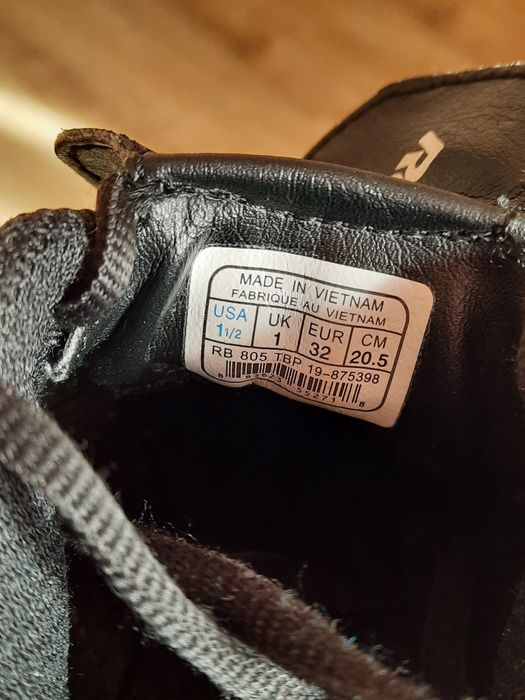 R
MADE IN VIETNAM
FABRIQUE AU VIETNAM
USA UK EUR CM
1 1/2 1 32 20.5
RB 805 TBP 19-875398